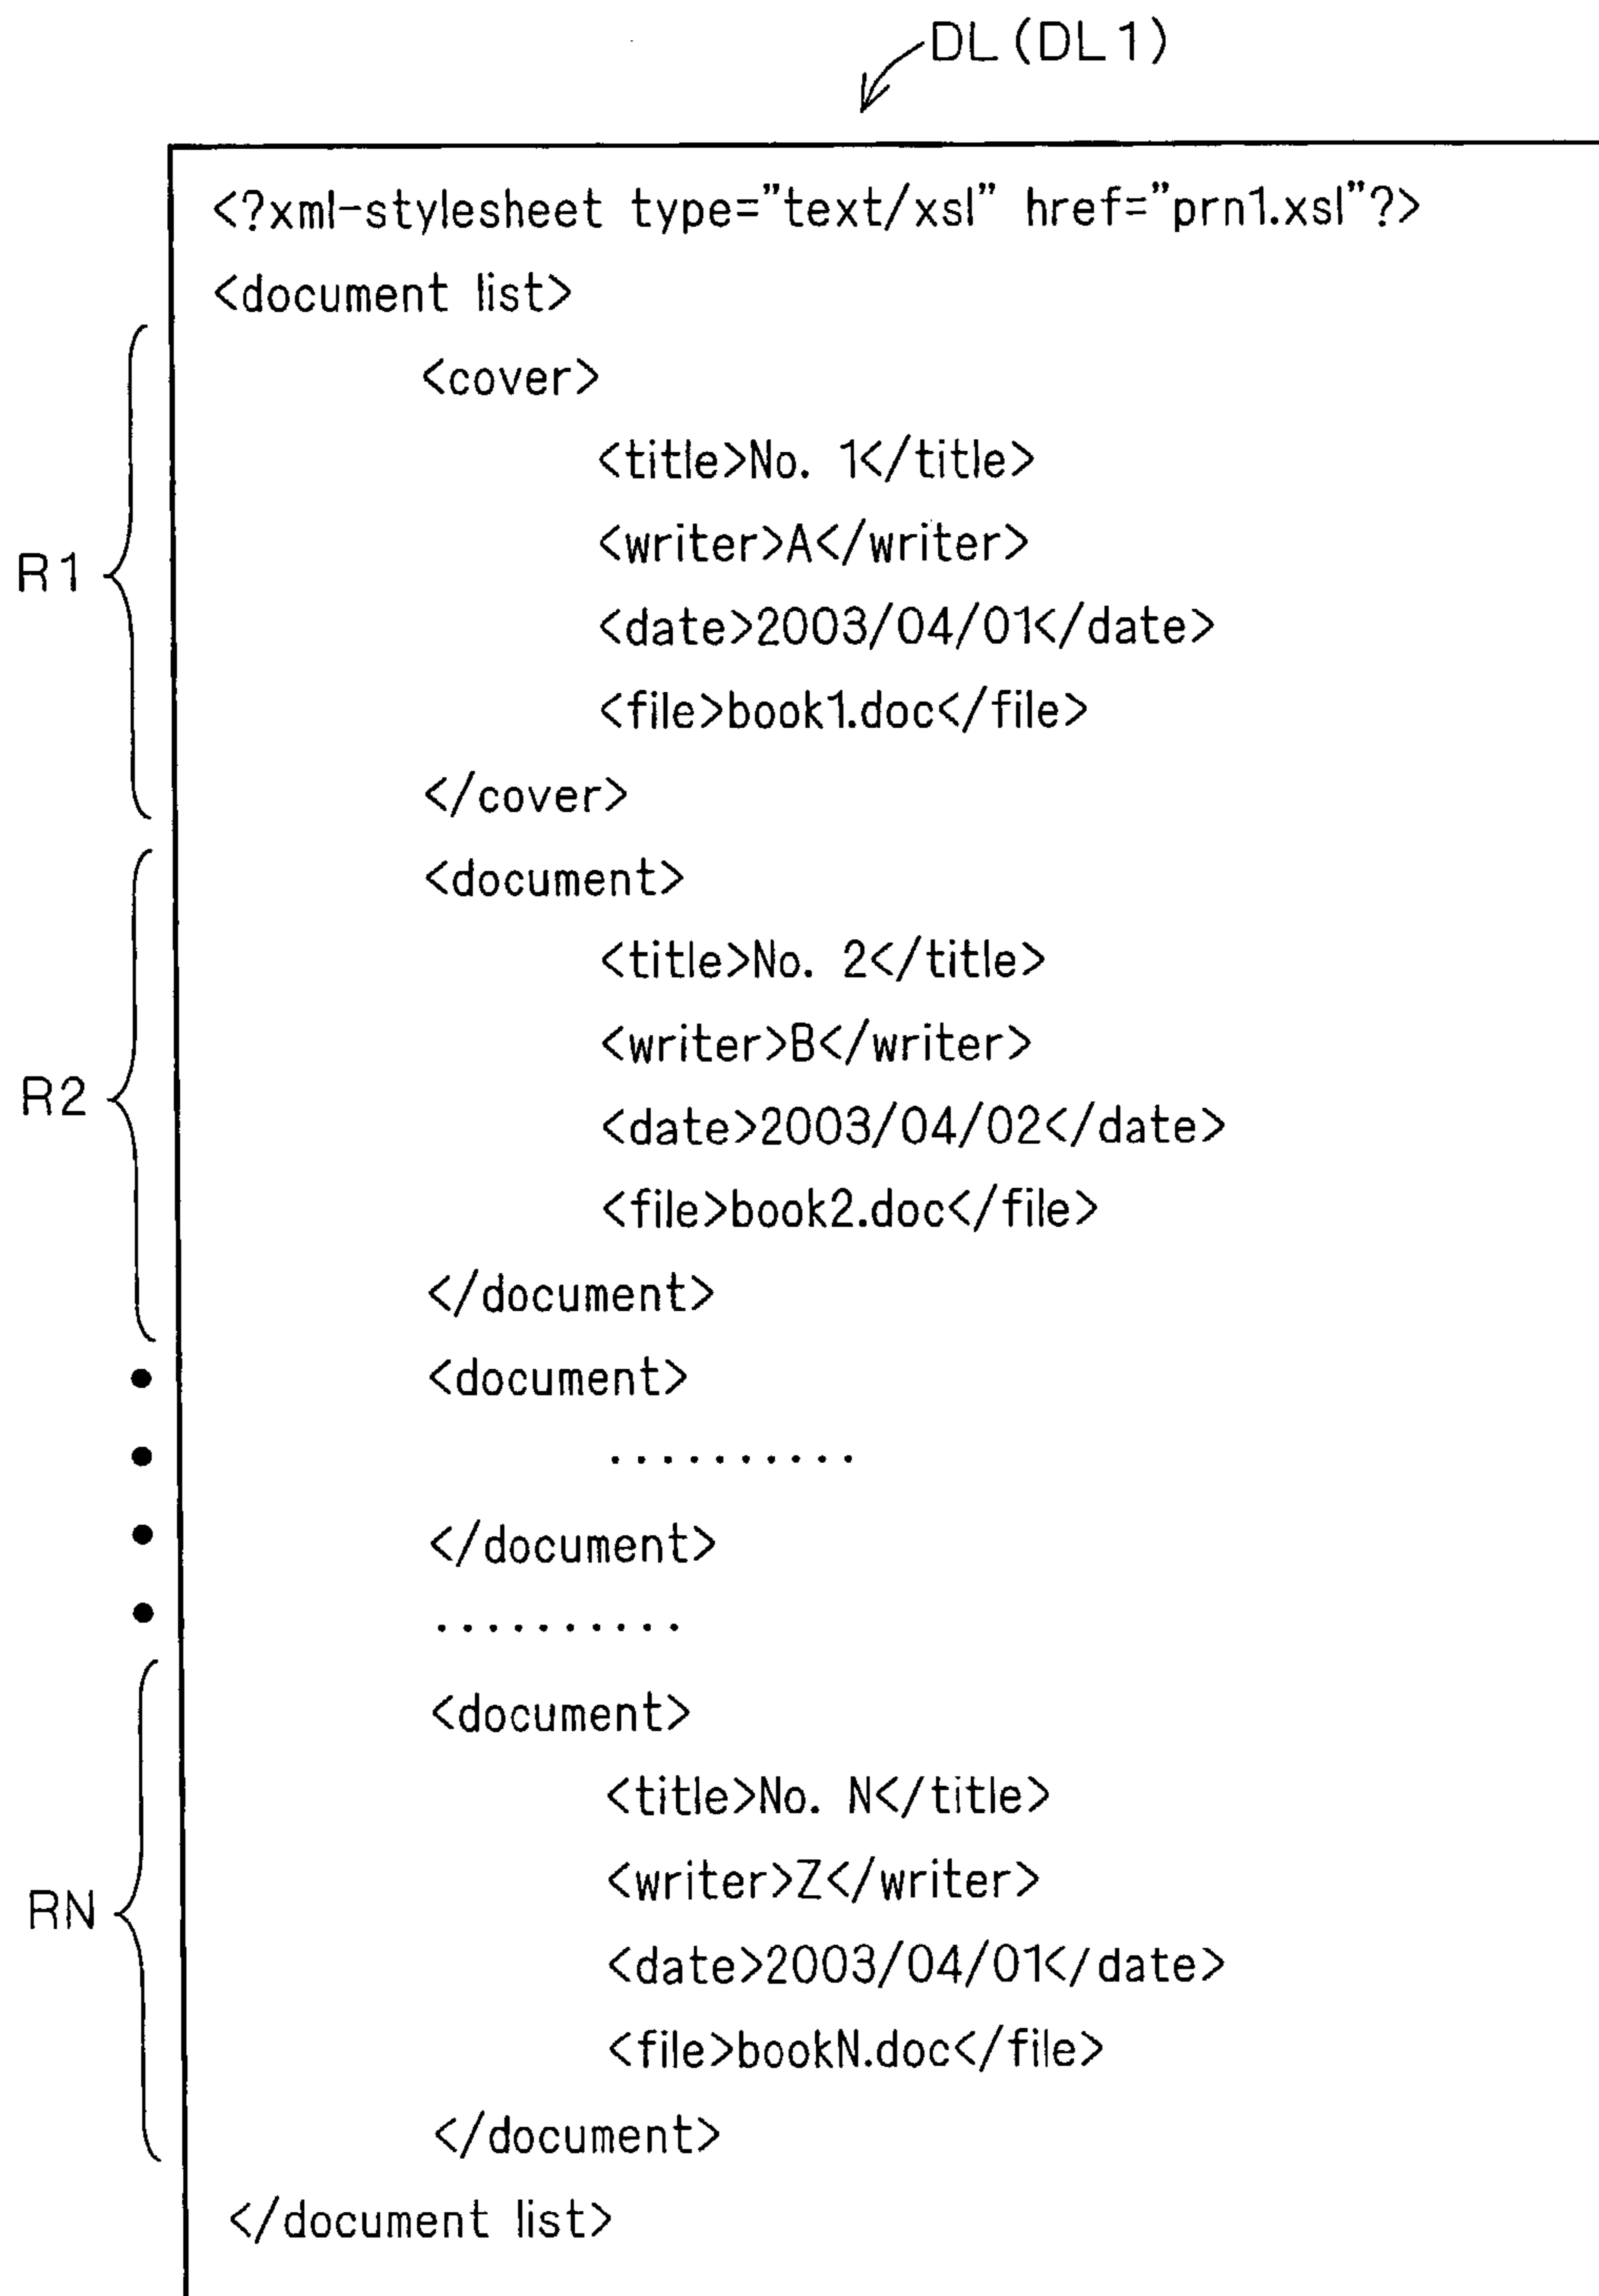 DL(DL1)
<?xml-stylesheet type="text/xsl" href="prn1.xsl"?>
<document list>
<cover>
<title>No. 1</title>
<writer>A</writer>
R1
<date>2003/04/01</date>
<file>book1.doc</file>
</cover>
<document>
<title>No. 2</title>
<writer>B</writer>
R2
<date>2003/04/02</date>
<file>book2.doc</file>
</document>
<document>
..........
</document>
..........
<document>
<title>No. N</title>
<writer>Z</writer>
RN
<date>2003/04/01</date>
<file>bookN.doc</file>
</document>
</document list>